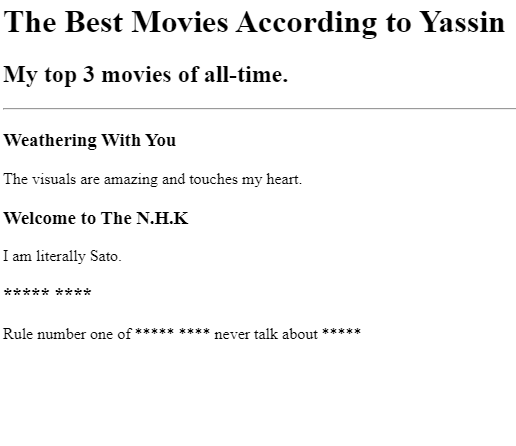 The Best Movies According to Yassin
My top 3 movies of all-time.
Weathering With You
The visuals are amazing and touches my heart.
Welcome to The N.H.K
I am literally Sato.
***** ****
Rule number one of ***** **** never talk about *****